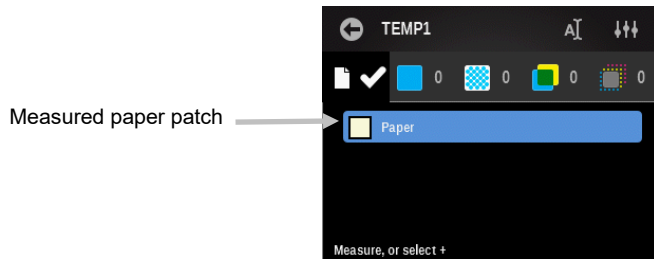 TEMP1
A
0 0 0 0
Measured paper patch
Paper
Measure, or select +